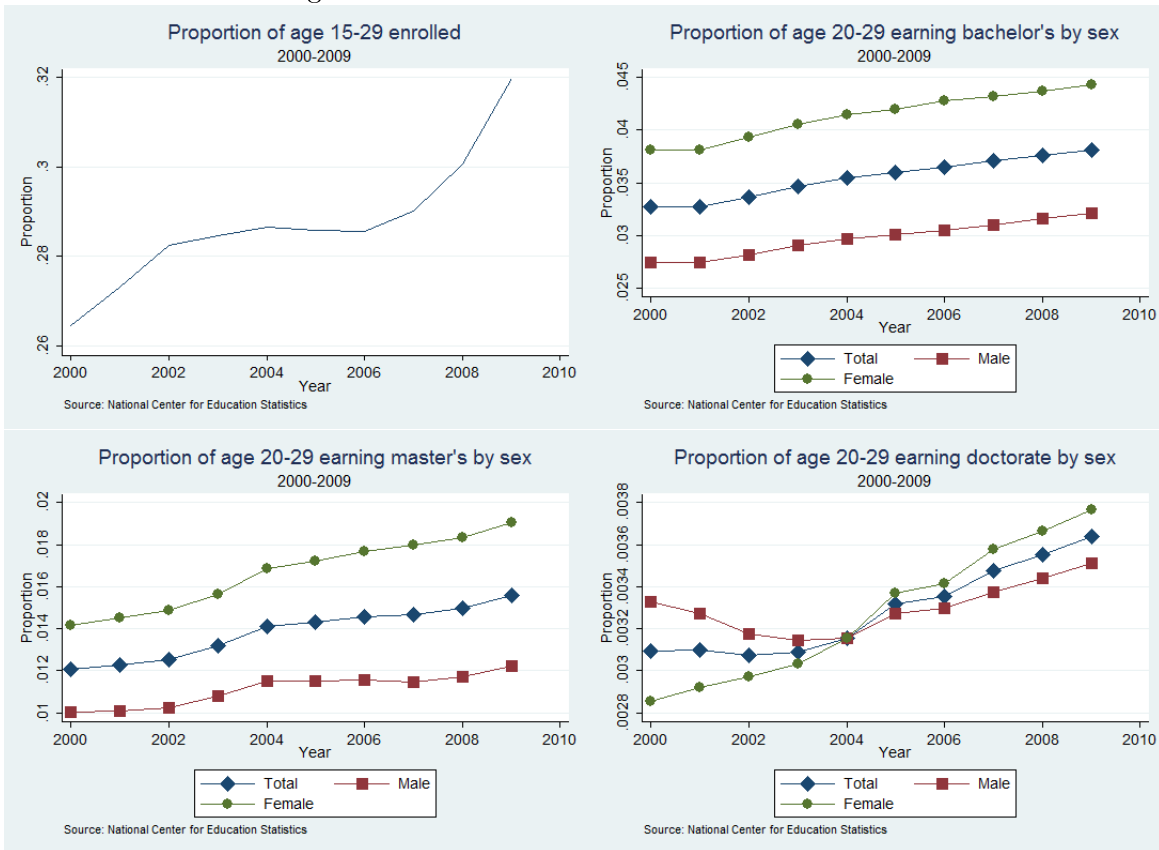 Proportion of age 15-29 enrolled
2000-2009
Proportion
.32
.3
.28
.26
2000 2002 2004 2006 2008 2010
Year
Source: National Center for Education Statistics
Proportion of age 20-29 earning bachelor's by sex
2000-2009
Proportion
.045
.04
.035
.03
.025
2000 2002 2004 2006 2008 2010
Year
Total Male
Female
Source: National Center for Education Statistics
Proportion of age 20-29 earning master's by sex
2000-2009
Proportion
.02
.018
.016
.014
.012
.01
2000 2002 2004 2006 2008 2010
Year
Total Male
Female
Source: National Center for Education Statistics
Proportion of age 20-29 earning doctorate by sex
2000-2009
Proportion
.0038
.0036
.0034
.0032
.003
.0028
2000 2002 2004 2006 2008 2010
Year
Total Male
Female
Source: National Center for Education Statistics